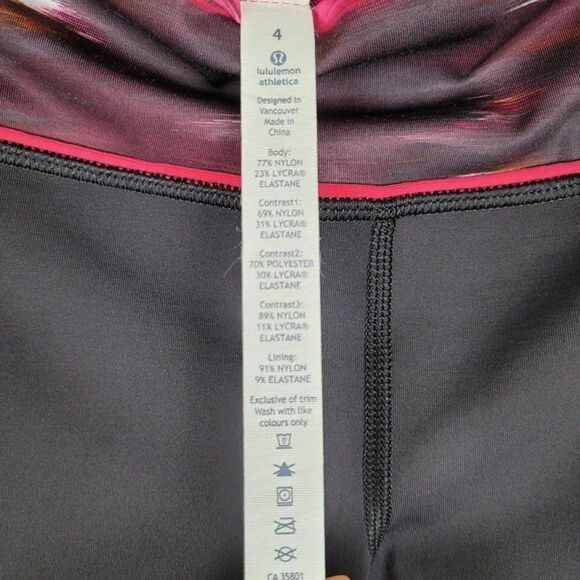 4
lululemon
athletica
Designed in
Vancouver
Made in
China
Body:
77% NYLON
23% LYCRA®
ELASTANE
Contrast1:
69% NYLON
31% LYCRA®
ELASTANE
Contrast2:
70% POLYESTER
30% LYCRA®
ELASTANE
Contrast3:
89% NYLON
11% LYCRA®
ELASTANE
Lining:
91% NYLON
9% ELASTANE
Exclusive of trim
Wash with like
colours only
CA 35801